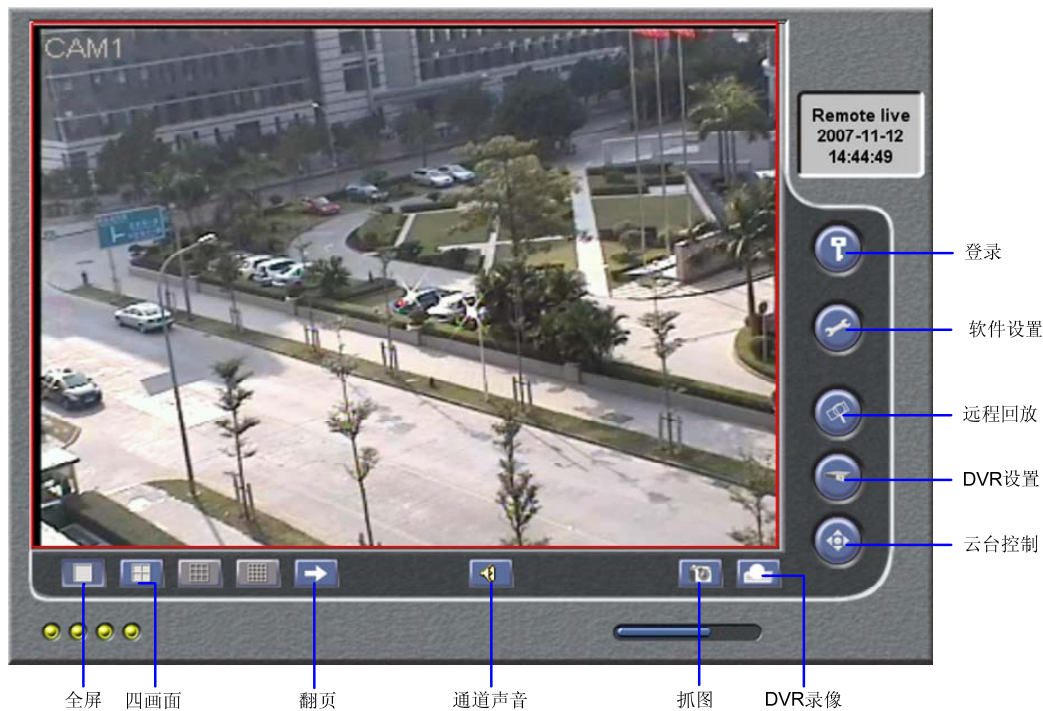 CAM1
Remote live
2007-11-12
14:44:49
登录
软件设置
远程回放
DVR设置
云台控制
全屏
四画面
翻页
通道声音
抓图
DVR录像